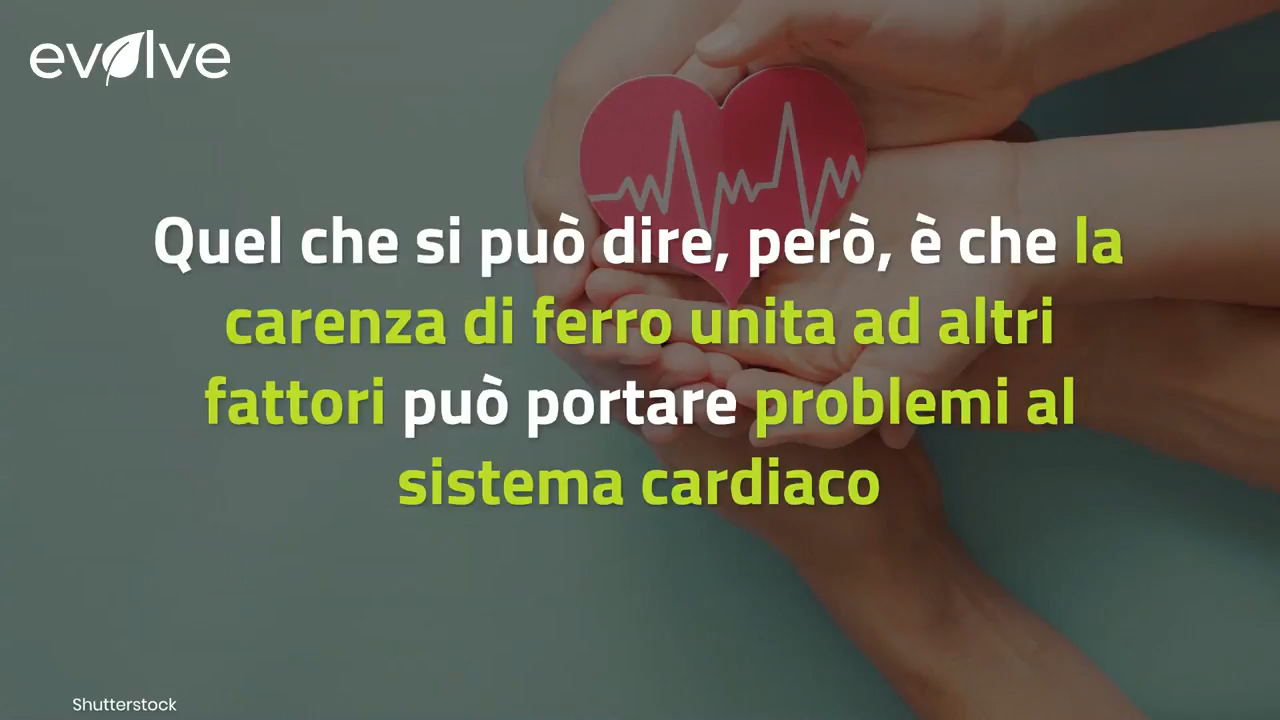 evolve
Quel che si può dire, però, è che la
carenza di ferro unita ad altri
fattori può portare problemi al
sistema cardiaco
Shutterstock